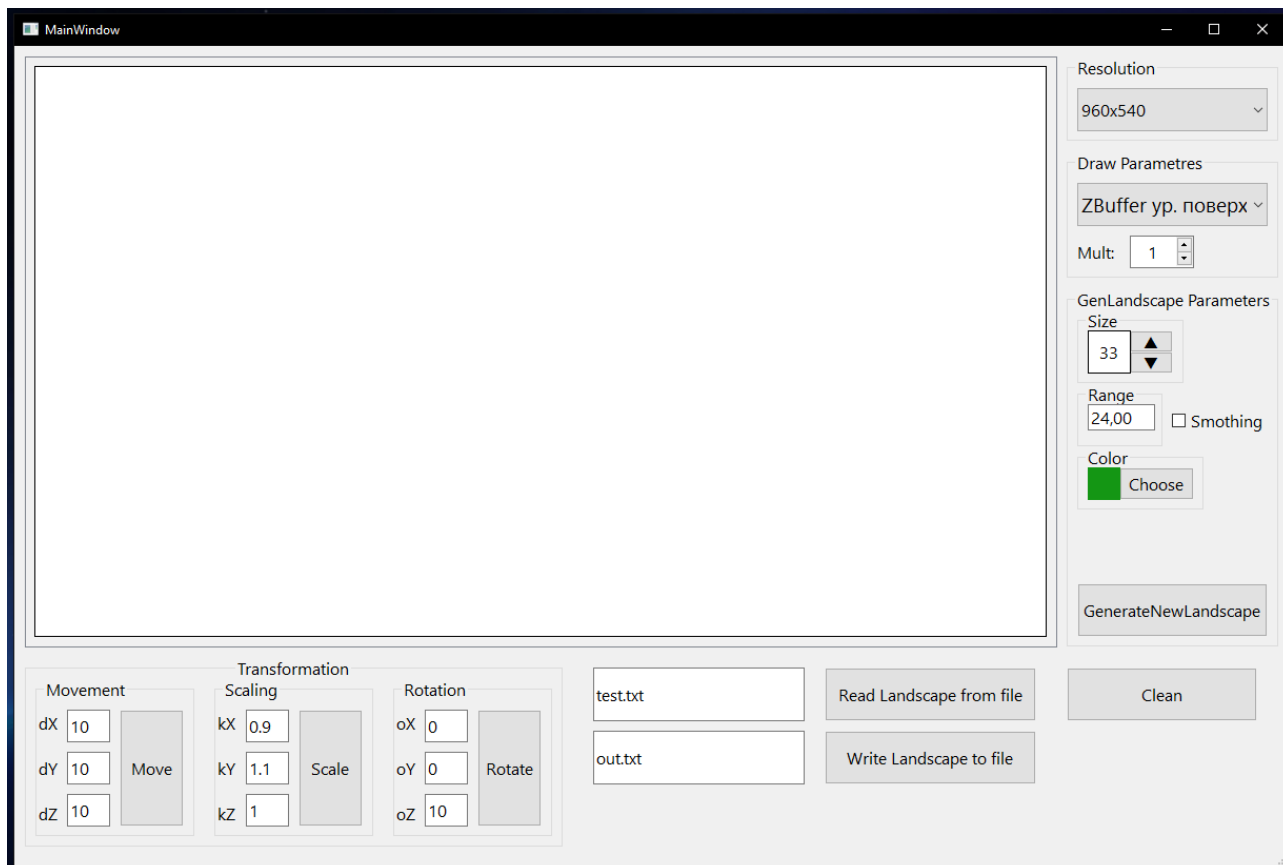 MainWindow
Resolution
960x540
Draw Parametres
ZBuffer ур. поверх
Mult: 1
GenLandscape Parameters
Size
33 ▲
▼
Range
24,00
Smothing
Color
Choose
GenerateNewLandscape
Transformation
Movement
dX 10
dY 10
dZ 10
Move
Scaling
kX 0.9
kY 1.1
kZ 1
Scale
Rotation
oX 0
oY 0
oZ 10
Rotate
test.txt
Read Landscape from file
Clean
out.txt
Write Landscape to file